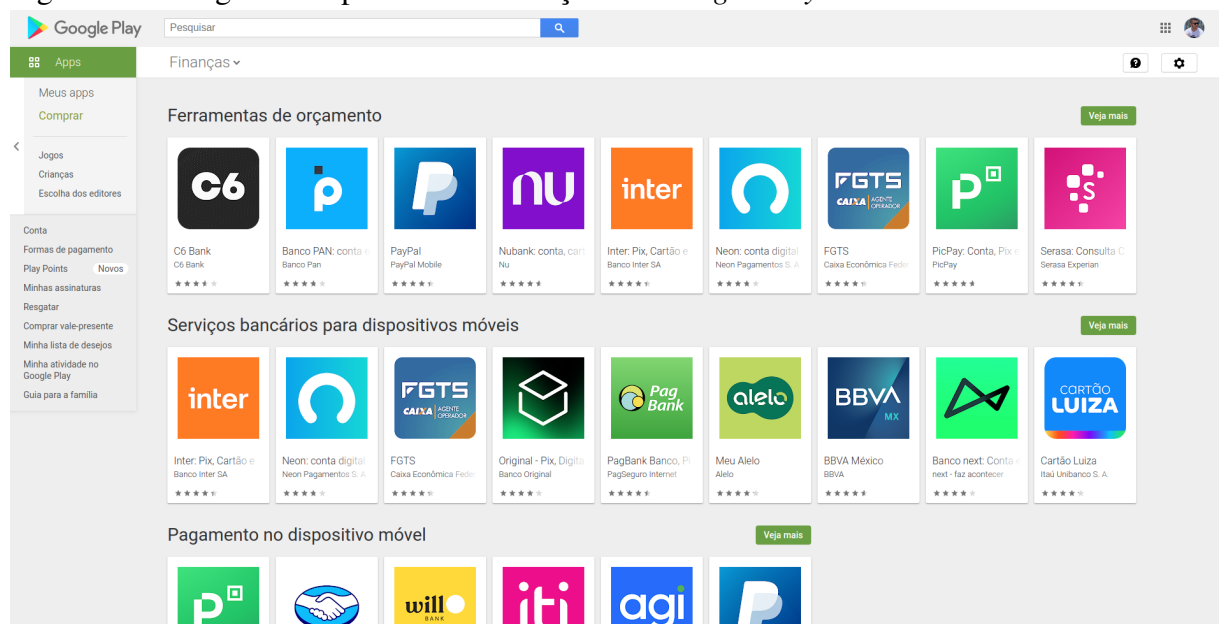 Google Play
Pesquisar
Apps
Finanças
Meus apps
Comprar
Jogos
Crianças
Escolha dos editores
Conta
Formas de pagamento
Play Points Novos
Minhas assinaturas
Resgatar
Comprar vale-presente
Minha lista de desejos
Minha atividade no
Google Play
Guia para a família
Ferramentas de orçamento
Veja mais
C6
p
P
nu
inter
FGTS
CAIXA AGENTE
OPERADOR
P
S
C6 Bank
C6 Bank
Banco PAN: conta e
Banco Pan
PayPal
PayPal Mobile
Nubank: conta, cart
Nu
Inter: Pix, Cartão e
Banco Inter SA
Neon: conta digital
Neon Pagamentos S. A.
FGTS
Caixa Econômica Feder
PicPay: Conta, Pix e
PicPay
Serasa: Consulta C
Serasa Experian
Serviços bancários para dispositivos móveis
Veja mais
inter
FGTS
CAIXA AGENTE
OPERADOR
Pag
Bank
alelo
BBVA
MX
CARTÃO
LUIZA
Inter: Pix, Cartão e
Banco Inter SA
Neon: conta digital
Neon Pagamentos S. A.
FGTS
Caixa Econômica Feder
Original - Pix, Digita
Banco Original
PagBank Banco, Pi
PagSeguro Internet
Meu Alelo
Alelo
BBVA México
BBVA
Banco next: Conta e
next - faz acontecer
Cartão Luiza
Itaú Unibanco S. A.
Pagamento no dispositivo móvel
Veja mais
P
will
BANK
iti
agi
P